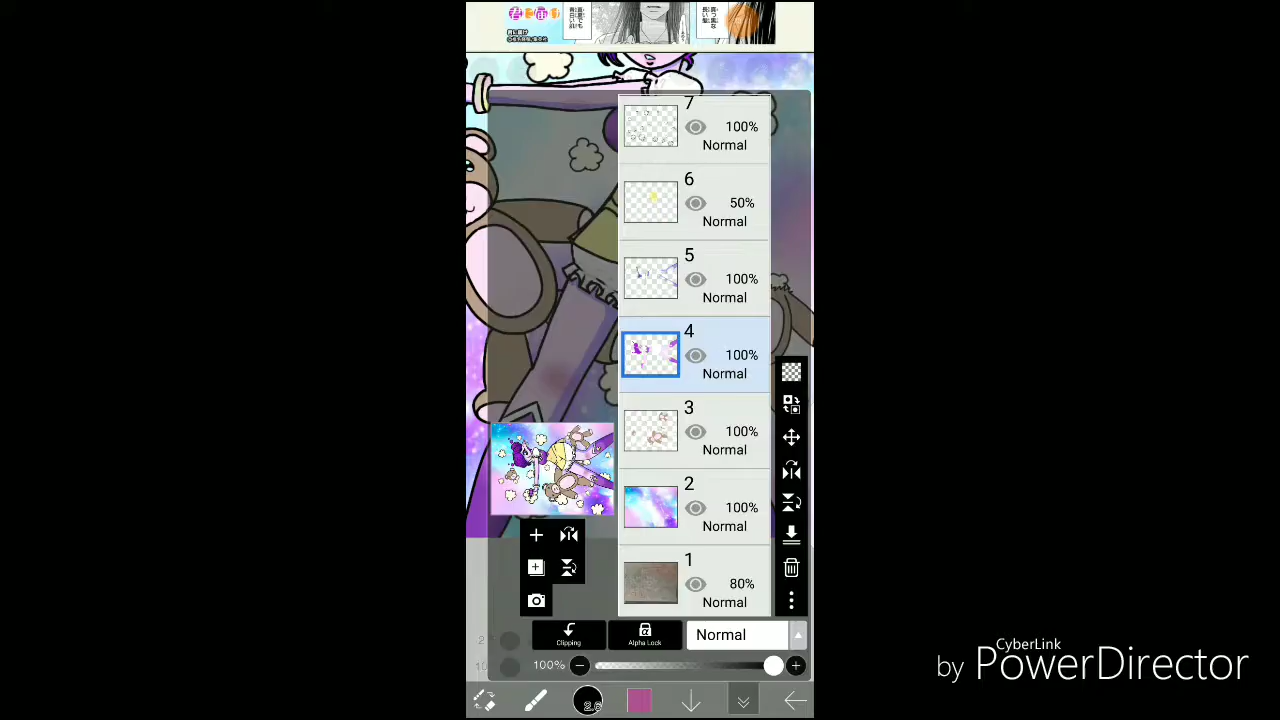 7
100%
Normal
6
50%
Normal
5
100%
Normal
4
100%
Normal
3
100%
Normal
2
100%
Normal
1
80%
Normal
Clipping
Alpha Lock
Normal
100%
CyberLink
by PowerDirector